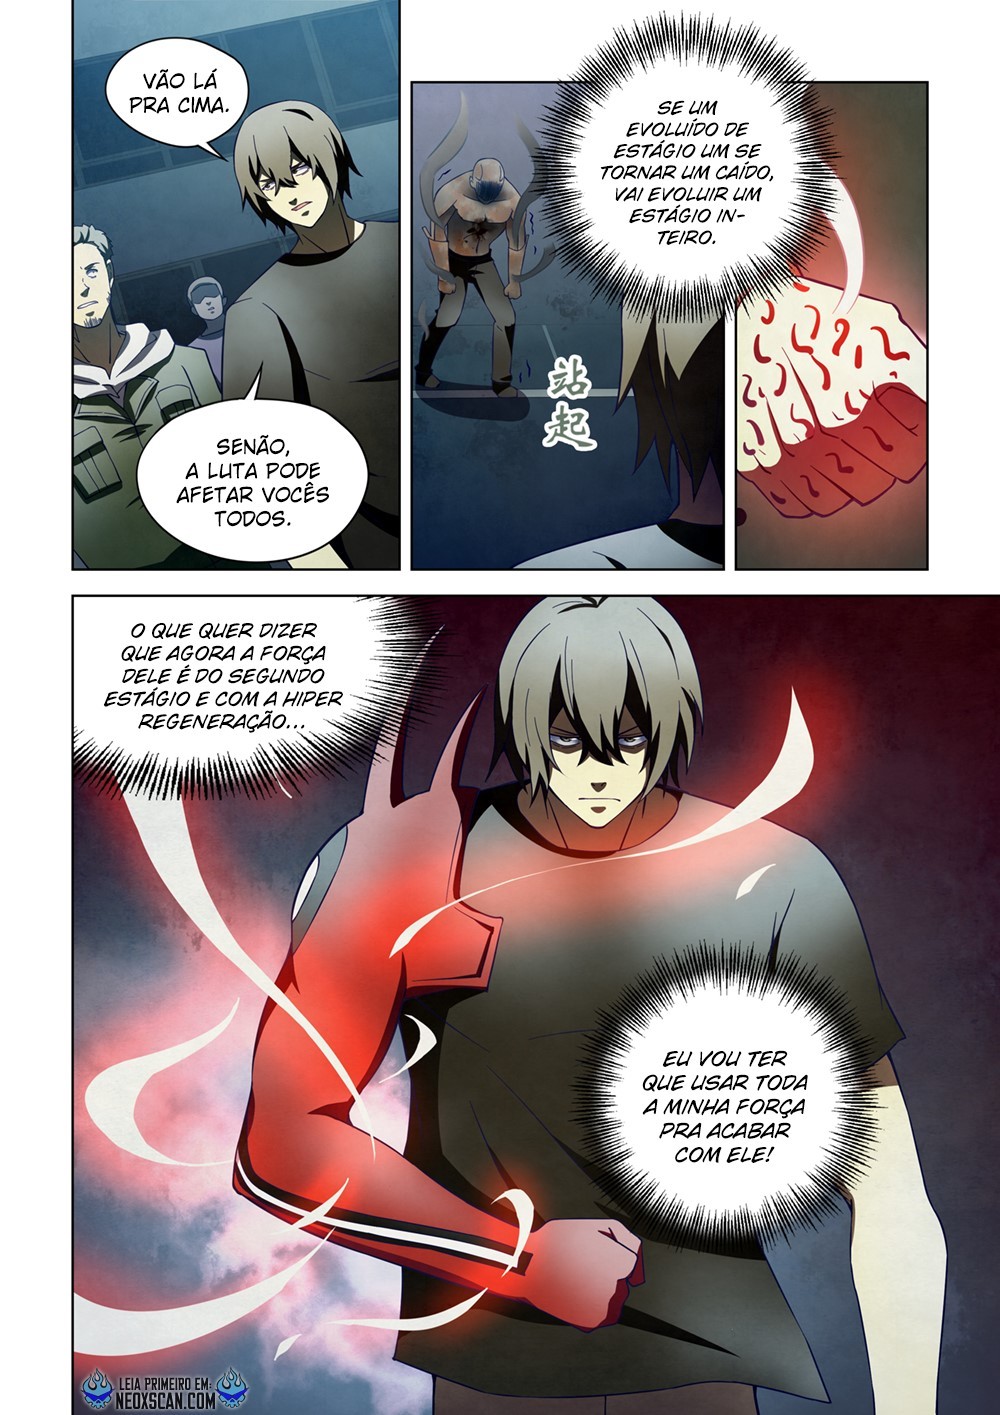 VÃO LÁ
PRA CIMA.
SENÃO,
A LUTA PODE
AFETAR VOCÊS
TODOS.
SE UM
EVOLUÍDO DE
ESTÁGIO UM SE
TORNAR UM CAÍDO,
VAI EVOLUIR UM
ESTÁGIO IN-
TEIRO.
站
起
O QUE QUER DIZER
QUE AGORA A FORÇA
DELE É DO SEGUNDO
ESTÁGIO E COM A HIPER
REGENERAÇÃO...
EU VOU TER
QUE USAR TODA
A MINHA FORÇA
PRA ACABAR
COM ELE!
LEIA PRIMEIRO EM:
NEOXSCAN.COM